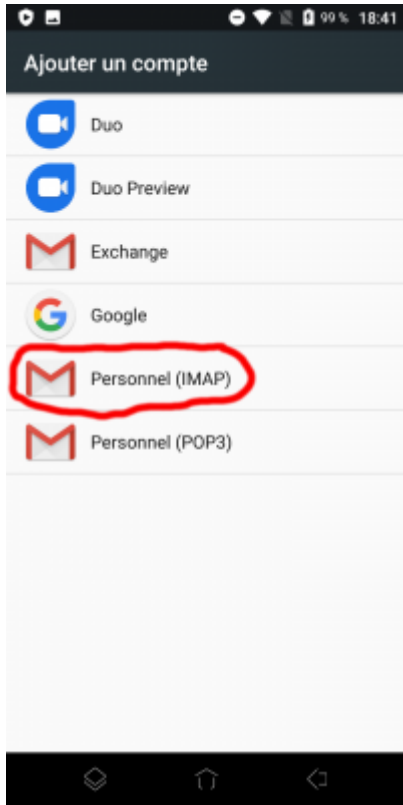 99 % 18:41
Ajouter un compte
Duo
Duo Preview
Exchange
Google
Personnel (IMAP)
Personnel (POP3)